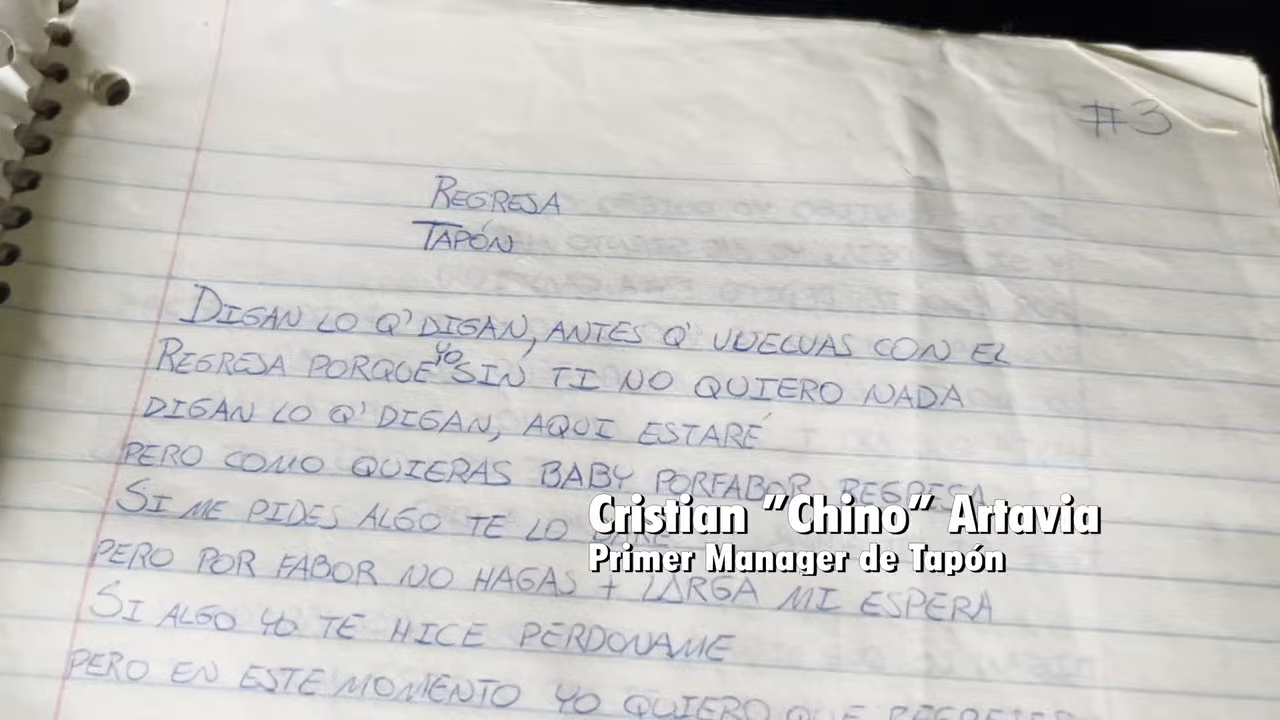 #3
REGRESA
TAPÓN
DIGAN LO Q' DIGAN, ANTES Q' VUELVAS CON EL
REGRESA PORQUE YO SIN TI NO QUIERO NADA
DIGAN LO Q' DIGAN, AQUI ESTARÉ
PERO COMO QUIERAS BABY PORFABOR REGRESA
SI ME PIDES ALGO TE LO DARE
Cristian "Chino" Artavia
Primer Manager de Tapón
PERO POR FABOR NO HAGAS + LARGA MI ESPERA
SI ALGO YO TE HICE PERDONAME
PERO EN ESTE MOMENTO YO QUIERO QUE REGRESES